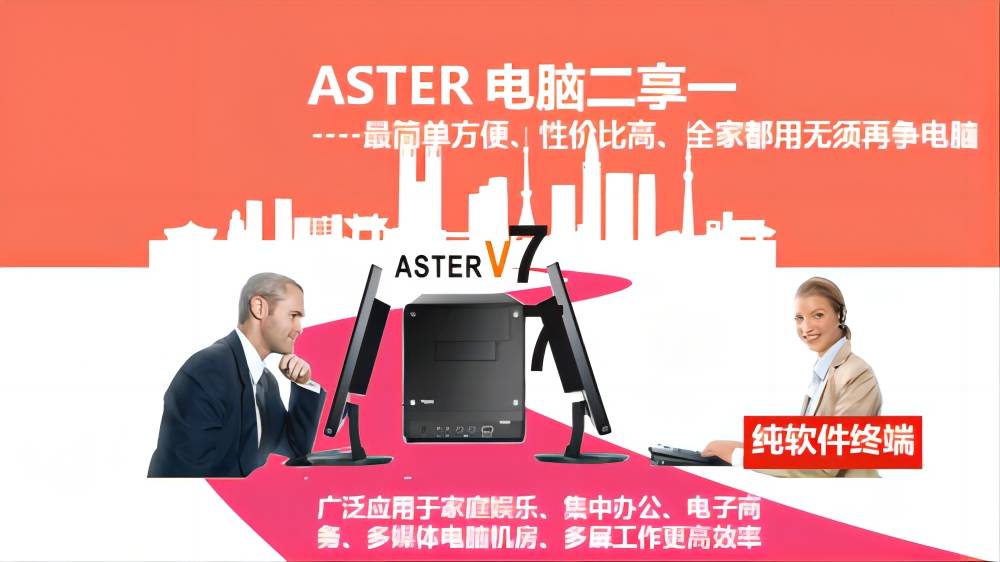 ASTER 电脑二享一
----最简单方便、性价比高、全家都用无须再争电脑
ASTER V7
7
纯软件终端
广泛应用于家庭娱乐、集中办公、电子商
务、多媒体电脑机房、多屏工作更高效率